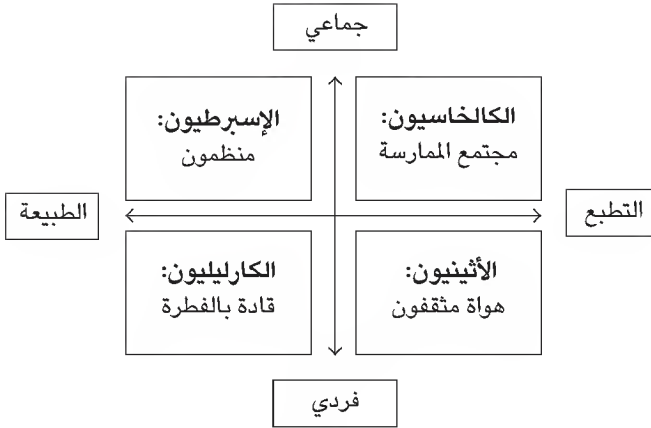 جماعي
الكالخاسيون:
مجتمع الممارسة
الإسبرطيون:
منظمون
التطبع
الطبيعة
الأثينيون:
هواة مثقفون
الكارليليون:
قادة بالفطرة
فردي